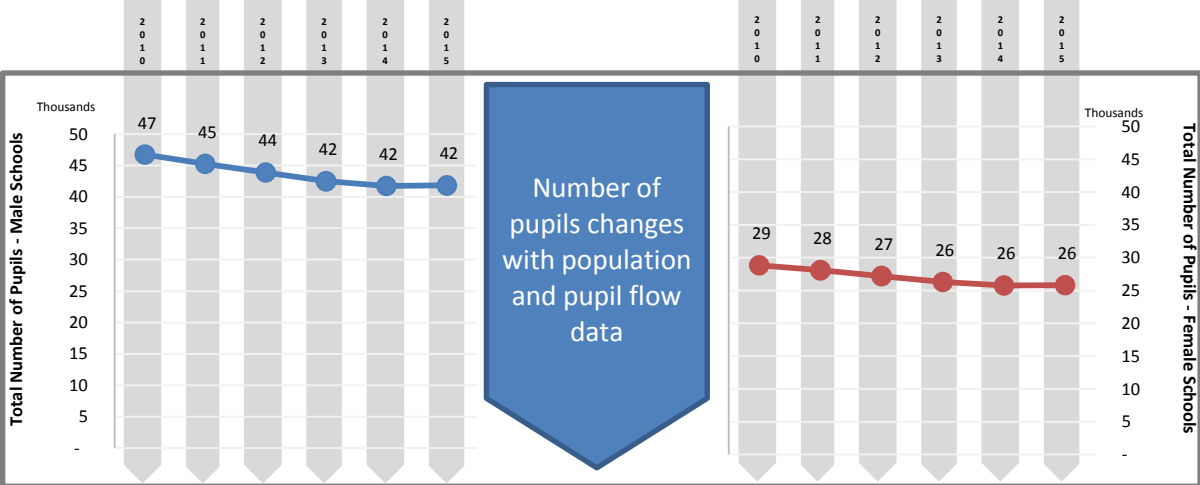 2010 2011 2012 2013 2014 2015
2010 2011 2012 2013 2014 2015
Total Number of Pupils - Male Schools
Thousands
50
45
40
35
30
25
20
15
10
5
-
47 45 44 42 42 42
Number of
pupils changes
with population
and pupil flow
data
29 28 27 26 26 26
Thousands
50
45
40
35
30
25
20
15
10
5
-
Total Number of Pupils - Female Schools